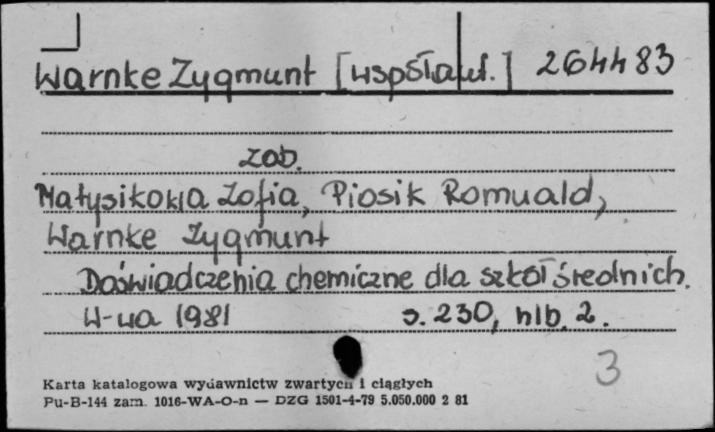 Warnke Zygmunt [współaut.] 264483
zob.
Matysikowa Zofia, Piosik Romuald,
Warnke Zygmunt
Doświadczenia chemiczne dla szkół średnich.
W-wa 1981 s. 230, nlb. 2.
3
Karta katalogowa wydawnictw zwartych i ciągłych
Pu-B-144 zam. 1016-WA-O-n — DZG 1501-4-79 5.050.000 2 81